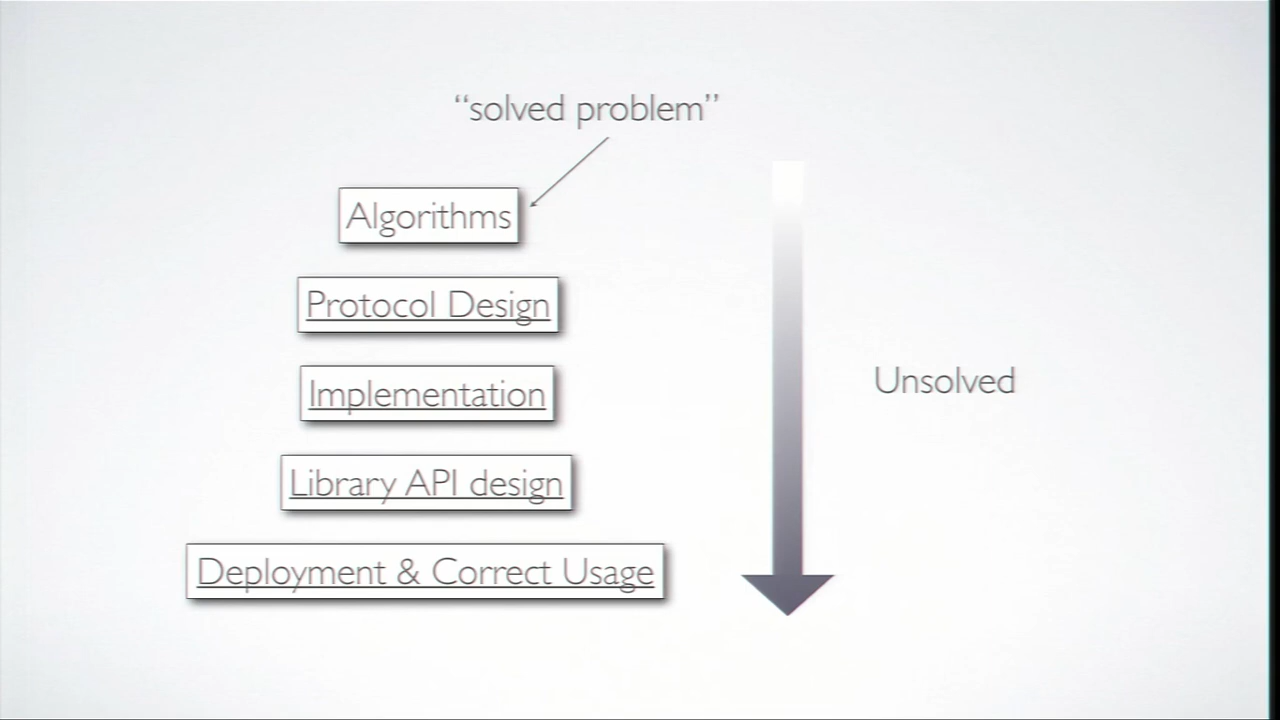 “solved problem”
Algorithms
Protocol Design
Implementation
Unsolved
Library API design
Deployment & Correct Usage